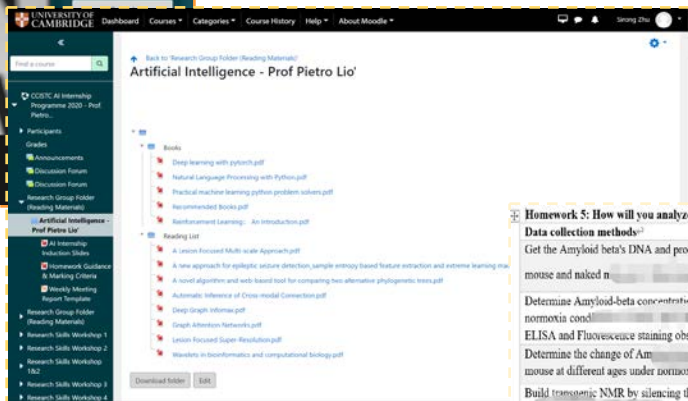 UNIVERSITY OF
CAMBRIDGE
Dashboard Courses Categories Course History Help About Moodle
Sirong Zhu
Find a course
CCISTC AI Internship
Programme 2020 - Prof.
Pietro...
Participants
Grades
Announcements
Discussion Forum
Discussion Forum
Research Group Folder
(Reading Materials)
Artificial Intelligence -
Prof Pietro Lio'
AI Internship
Induction Slides
Homework Guidance
& Marking Criteria
Weekly Meeting
Report Template
Research Group Folder
(Reading Materials)
Research Skills Workshop 1
Research Skills Workshop 2
Research Skills Workshop
1&2
Research Skills Workshop 3
Research Skills Workshop 4
Back to 'Research Group Folder (Reading Materials)'
Artificial Intelligence - Prof Pietro Lio'
Books
Deep learning with pytorch.pdf
Natural Language Processing with Python.pdf
Practical machine learning python problem solvers.pdf
Recommended Books.pdf
Reinforcement Learning: An Introduction.pdf
Reading List
A Lesion Focused Multi-scale Approach.pdf
A new approach for epileptic seizure detection, sample entropy based feature extraction and extreme learning
A novel algorithm and web-based tool for comparing two alternative phylogenetic trees.pdf
Automatic Inference of Cross-modal Connection.pdf
Deep Graph Infomax.pdf
Graph Attention Networks.pdf
Lesion Focused Super-Resolution.pdf
Wavelets in bioinformatics and computational biology.pdf
Download folder Edit
Homework 5: How will you analyze
Data collection methods
Get the Amyloid beta's DNA and
mouse and naked
Determine Amyloid-beta
normoxia
ELISA and Fluorescence staining
Determine the change of
mouse at different ages under
Build transgenic NMR by silencing